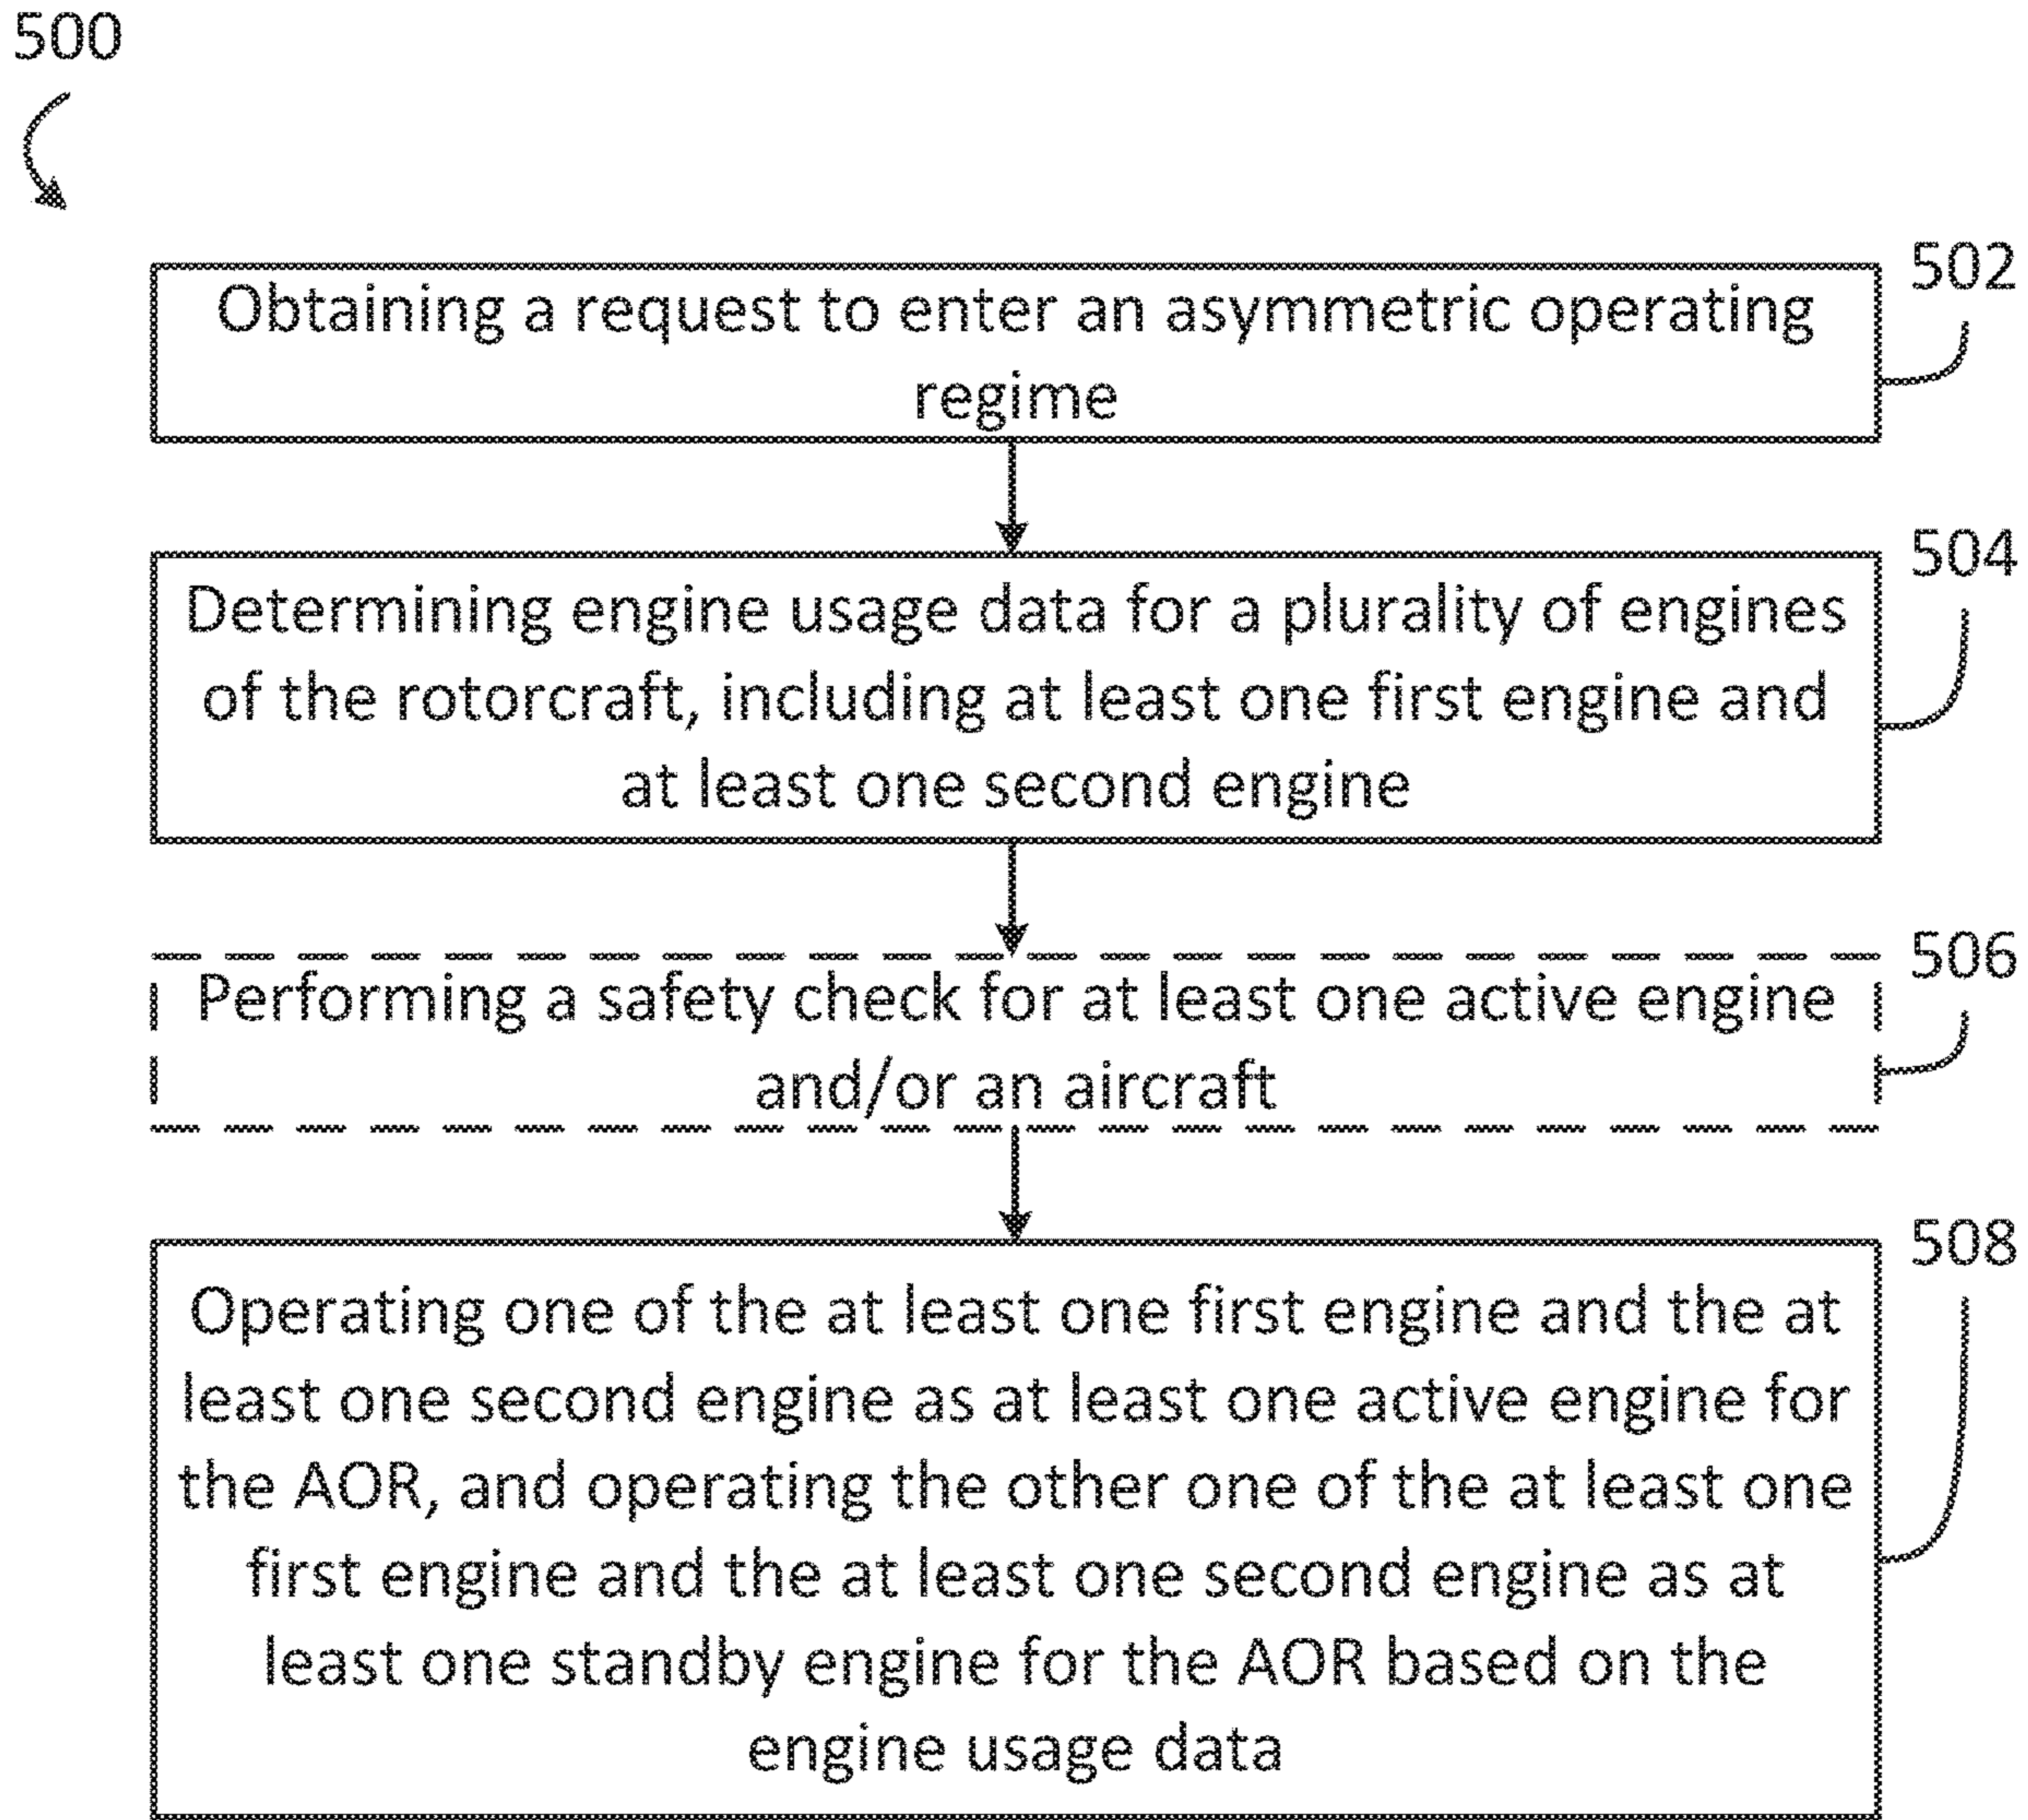 500
502
Obtaining a request to enter an asymmetric operating
regime
504
Determining engine usage data for a plurality of engines
of the rotorcraft, including at least one first engine and
at least one second engine
506
Performing a safety check for at least one active engine
and/or an aircraft
508
Operating one of the at least one first engine and the at
least one second engine as at least one active engine for
the AOR, and operating the other one of the at least one
first engine and the at least one second engine as at
least one standby engine for the AOR based on the
engine usage data